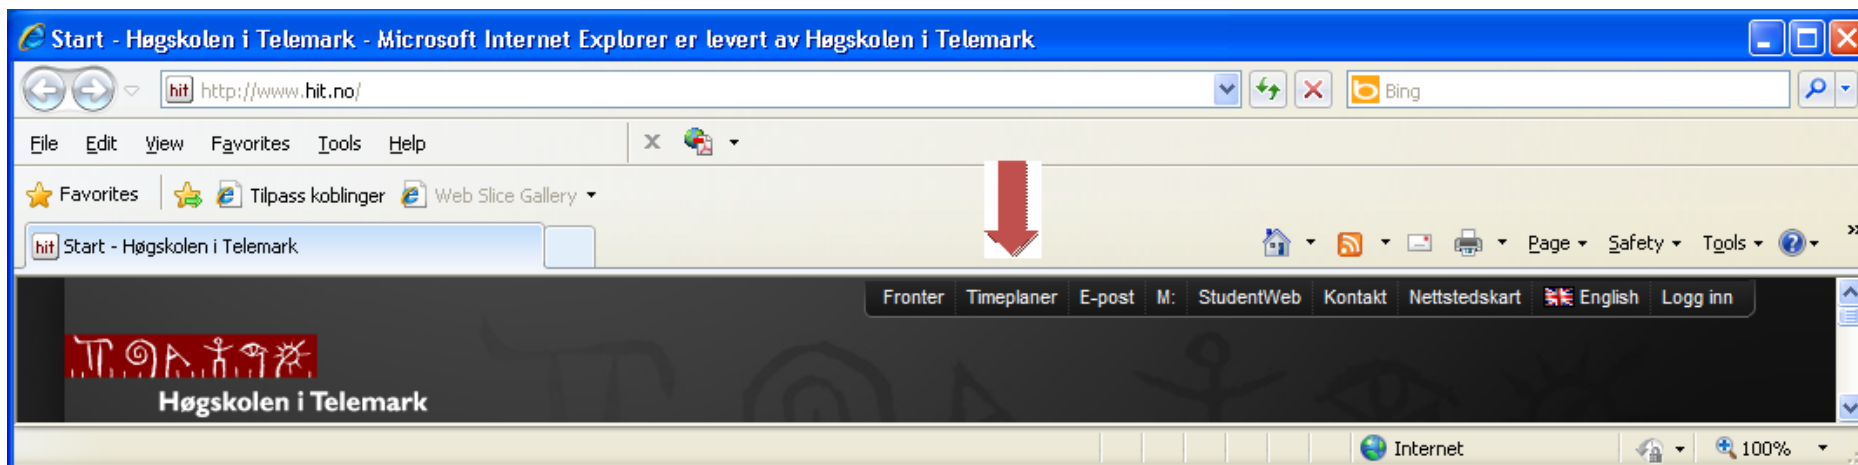 Start - Høgskolen i Telemark - Microsoft Internet Explorer er levert av Høgskolen i Telemark
hit http://www.hit.no/ Bing
File Edit View Favorites Tools Help
Favorites Tilpass koblinger Web Slice Gallery
hit Start - Høgskolen i Telemark Page Safety Tools
Fronter Timeplaner E-post M: StudentWeb Kontakt Nettstedskart English Logg inn
Høgskolen i Telemark
Internet 100%